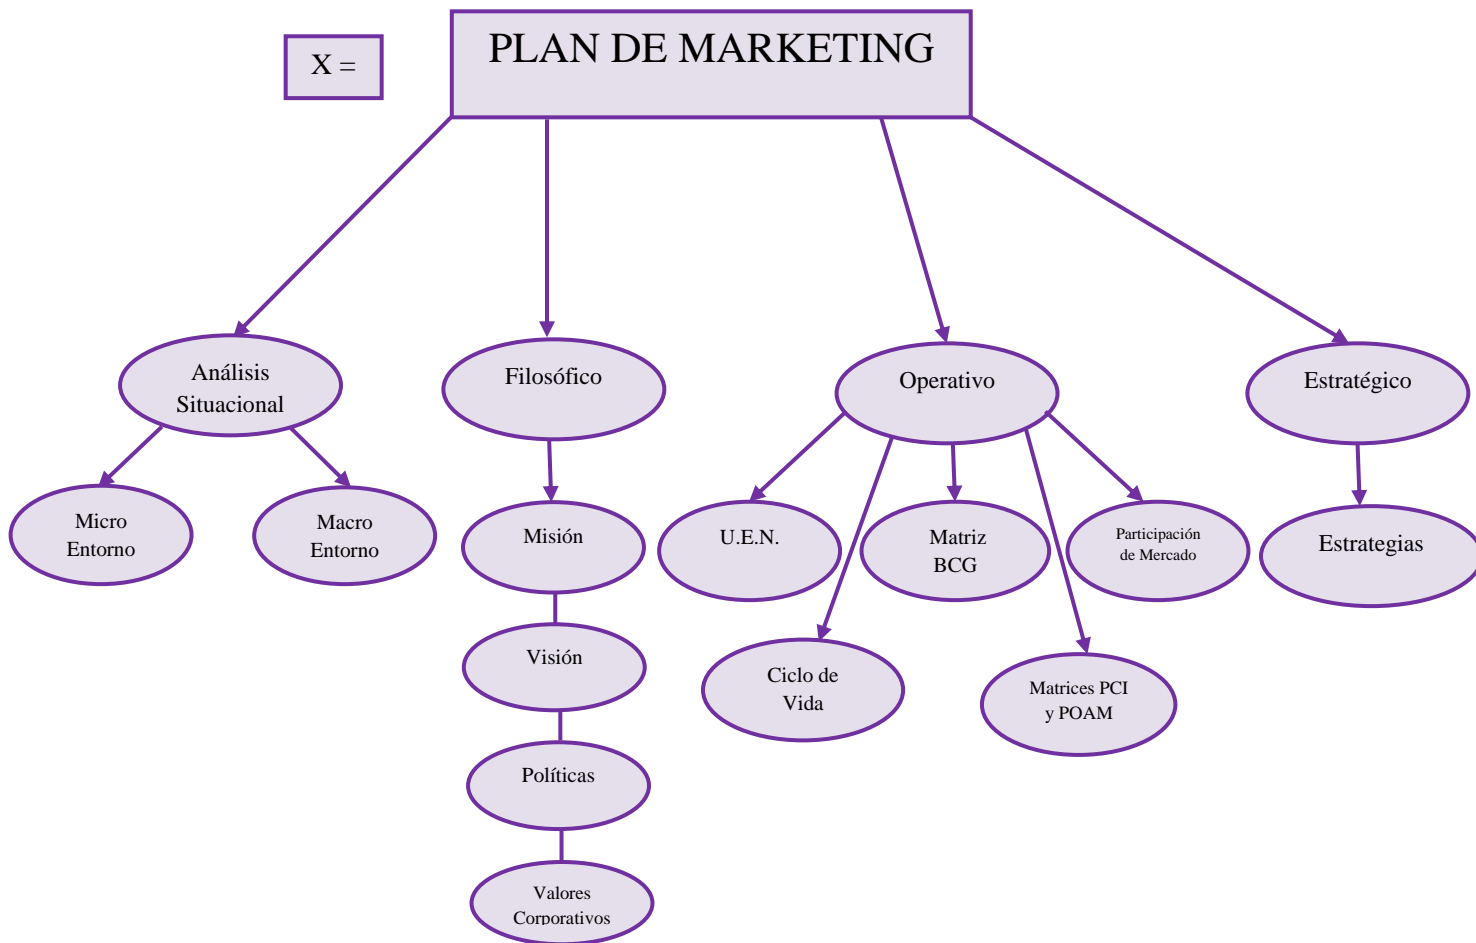 X =
PLAN DE MARKETING
Análisis
Situacional
Filosófico
Operativo
Estratégico
Micro
Entorno
Macro
Entorno
Misión
U.E.N.
Matriz
BCG
Participación
de Mercado
Estrategias
Visión
Ciclo de
Vida
Matrices PCI
y POAM
Políticas
Valores
Corporativos